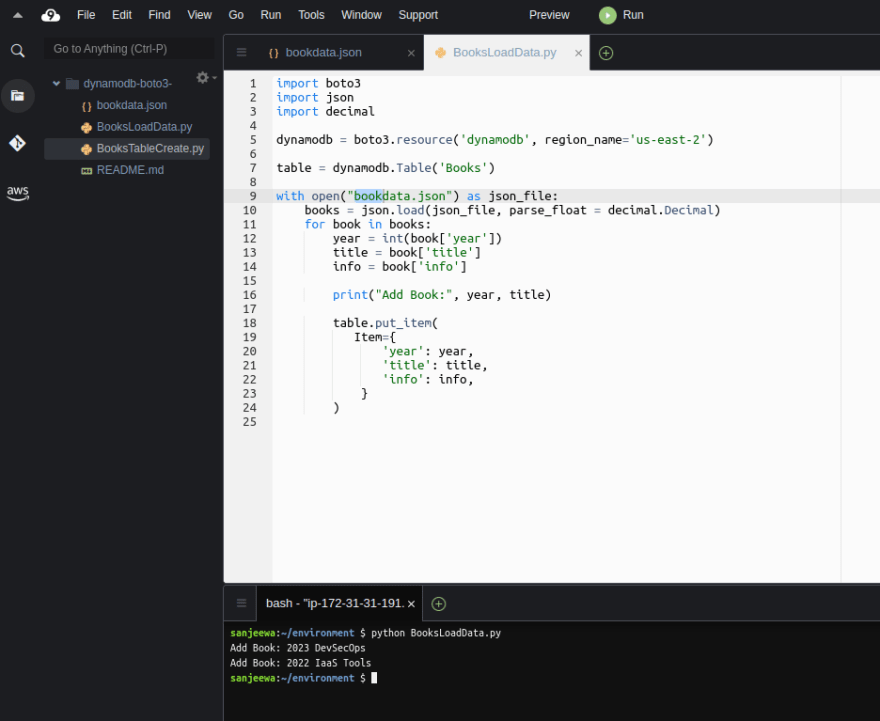 9 File Edit Find View Go Run Tools Window Support Preview Run
Go to Anything (Ctrl-P)
dynamodb-boto3-
{ } bookdata.json
BooksLoadData.py
BooksTableCreate.py
README.md
aws
{ } bookdata.json × BooksLoadData.py ×
1 import boto3
2 import json
3 import decimal
4
5 dynamodb = boto3.resource('dynamodb', region_name='us-east-2')
6
7 table = dynamodb.Table('Books')
8
9 with open("bookdata.json") as json_file:
10     books = json.load(json_file, parse_float = decimal.Decimal)
11     for book in books:
12         year = int(book['year'])
13         title = book['title']
14         info = book['info']
15
16         print("Add Book:", year, title)
17
18         table.put_item(
19            Item={
20                'year': year,
21                'title': title,
22                'info': info,
23             }
24         )
25
bash - "ip-172-31-31-191. ×
sanjeewa:~/environment $ python BooksLoadData.py
Add Book: 2023 DevSecOps
Add Book: 2022 IaaS Tools
sanjeewa:~/environment $